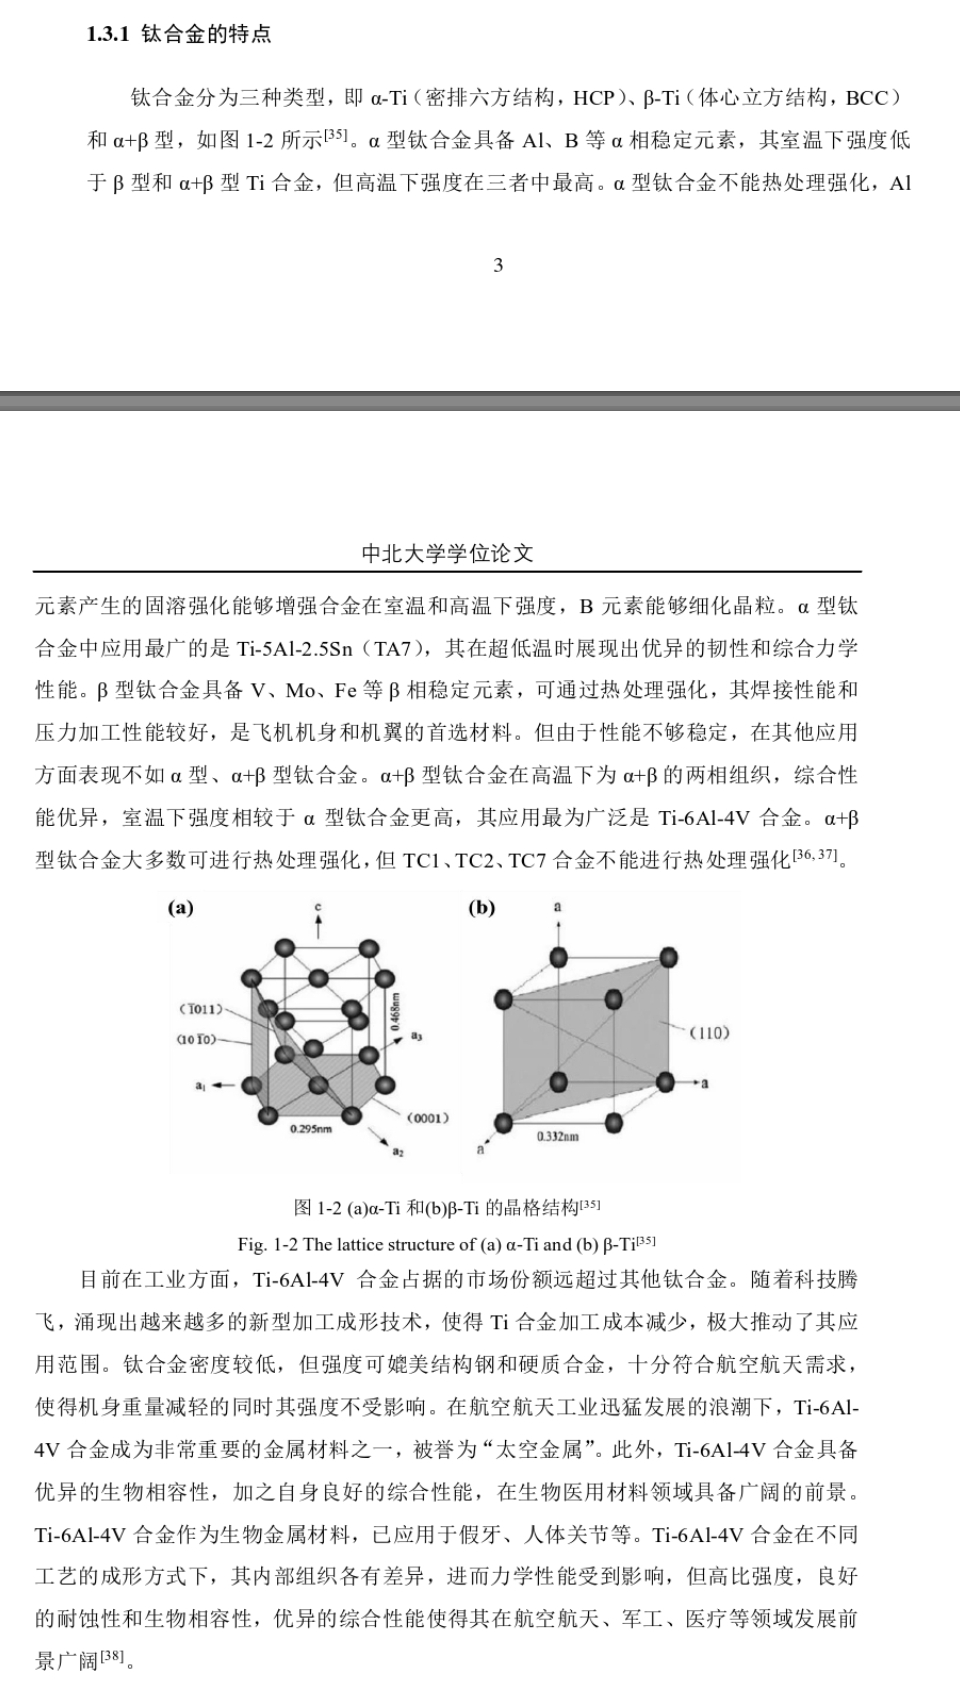 1.3.1 钛合金的特点
钛合金分为三种类型，即 α-Ti（密排六方结构，HCP）、β-Ti（体心立方结构，BCC）
和 α+β 型，如图 1-2 所示[35]。α 型钛合金具备 Al、B 等 α 相稳定元素，其室温下强度低
于 β 型和 α+β 型 Ti 合金，但高温下强度在三者中最高。α 型钛合金不能热处理强化，Al
3
中北大学学位论文
元素产生的固溶强化能够增强合金在室温和高温下强度，B 元素能够细化晶粒。α 型钛
合金中应用最广的是 Ti-5Al-2.5Sn（TA7），其在超低温时展现出优异的韧性和综合力学
性能。β 型钛合金具备 V、Mo、Fe 等 β 相稳定元素，可通过热处理强化，其焊接性能和
压力加工性能较好，是飞机机身和机翼的首选材料。但由于性能不够稳定，在其他应用
方面表现不如 α 型、α+β 型钛合金。α+β 型钛合金在高温下为 α+β 的两相组织，综合性
能优异，室温下强度相较于 α 型钛合金更高，其应用最为广泛是 Ti-6Al-4V 合金。α+β
型钛合金大多数可进行热处理强化，但 TC1、TC2、TC7 合金不能进行热处理强化[36, 37]。
(a)
c
(1̅011)
(101̅0)
0.468nm
a₃
a₁
(0001)
0.295nm
a₂
(b)
a
(110)
a
0.332nm
a
图 1-2 (a)α-Ti 和(b)β-Ti 的晶格结构[35]
Fig. 1-2 The lattice structure of (a) α-Ti and (b) β-Ti[35]
目前在工业方面，Ti-6Al-4V 合金占据的市场份额远超过其他钛合金。随着科技腾
飞，涌现出越来越多的新型加工成形技术，使得 Ti 合金加工成本减少，极大推动了其应
用范围。钛合金密度较低，但强度可媲美结构钢和硬质合金，十分符合航空航天需求，
使得机身重量减轻的同时其强度不受影响。在航空航天工业迅猛发展的浪潮下，Ti-6Al-
4V 合金成为非常重要的金属材料之一，被誉为“太空金属”。此外，Ti-6Al-4V 合金具备
优异的生物相容性，加之自身良好的综合性能，在生物医用材料领域具备广阔的前景。
Ti-6Al-4V 合金作为生物金属材料，已应用于假牙、人体关节等。Ti-6Al-4V 合金在不同
工艺的成形方式下，其内部组织各有差异，进而力学性能受到影响，但高比强度，良好
的耐蚀性和生物相容性，优异的综合性能使得其在航空航天、军工、医疗等领域发展前
景广阔[38]。